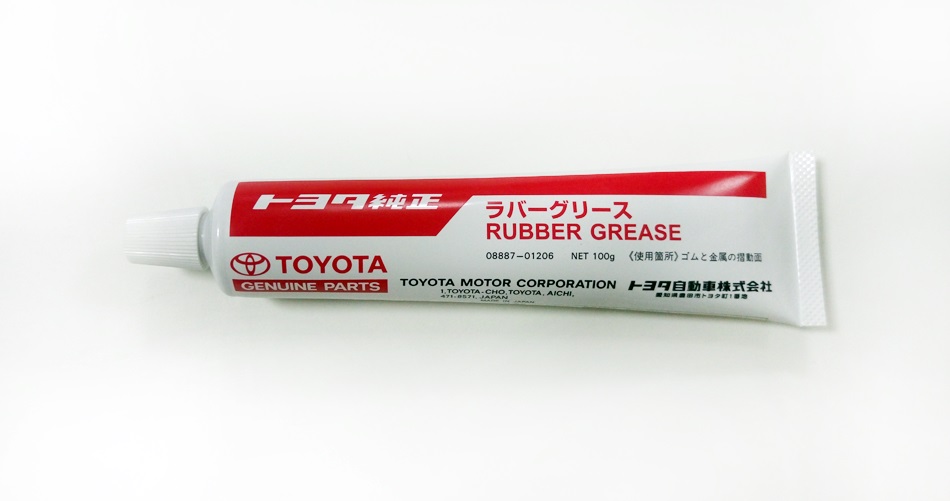 トヨタ純正
ラバーグリース
RUBBER GREASE
08887-01206 NET 100g 《使用箇所》ゴムと金属の摺動面
TOYOTA
GENUINE PARTS
TOYOTA MOTOR CORPORATION
1, TOYOTA-CHO, TOYOTA, AICHI,
471-8571, JAPAN
MADE IN JAPAN
トヨタ自動車株式会社
愛知県豊田市トヨタ町1番地